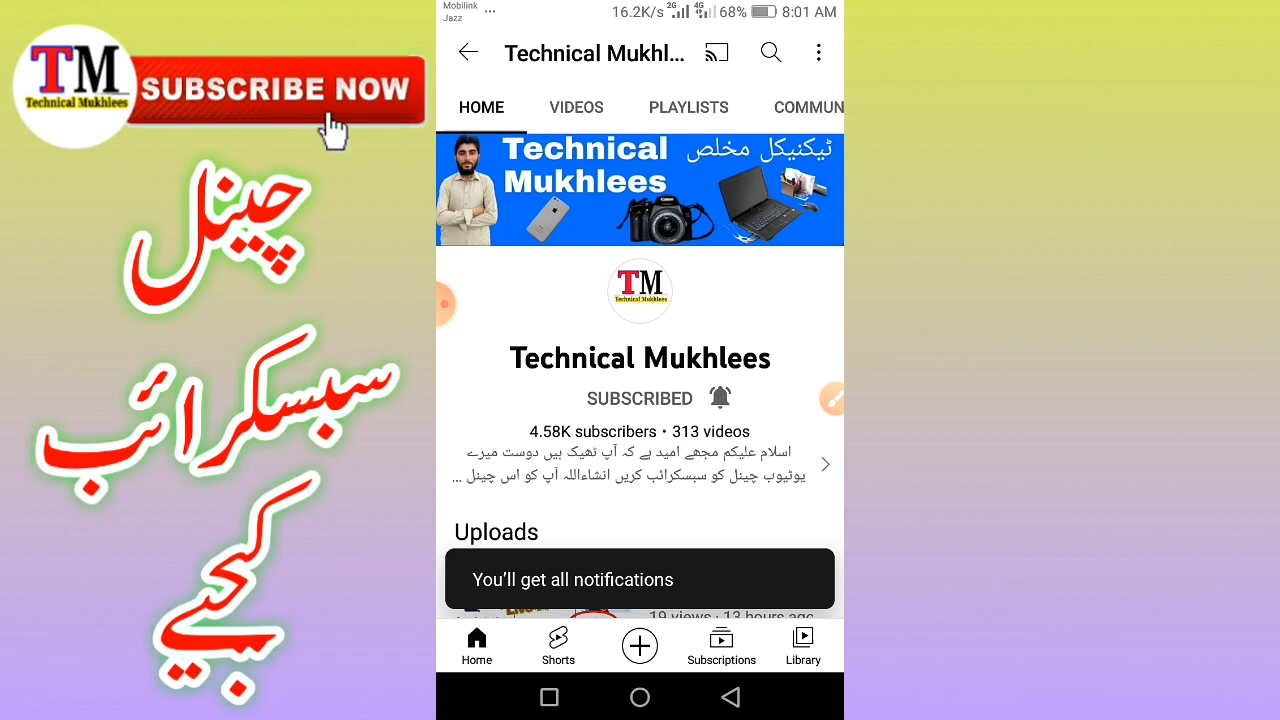 TM
Technical Mukhlees
SUBSCRIBE NOW
چینل
سبسکرائب
کیجیے
Mobilink ...
Jazz
16.2K/s 2G 4G 68% 8:01 AM
Technical Mukhl...
HOME VIDEOS PLAYLISTS COMMUN
Technical
Mukhlees
ٹیکنیکل مخلص
TM
Technical Mukhlees
Technical Mukhlees
SUBSCRIBED
4.58K subscribers • 313 videos
اسلام علیکم مجھے امید ہے کہ آپ ٹھیک ہیں دوست میرے
یوٹیوب چینل کو سبسکرائب کریں انشاءاللہ آپ کو اس چینل ...
Uploads
You'll get all notifications
19 views · 13 hours ago
Home Shorts Subscriptions Library